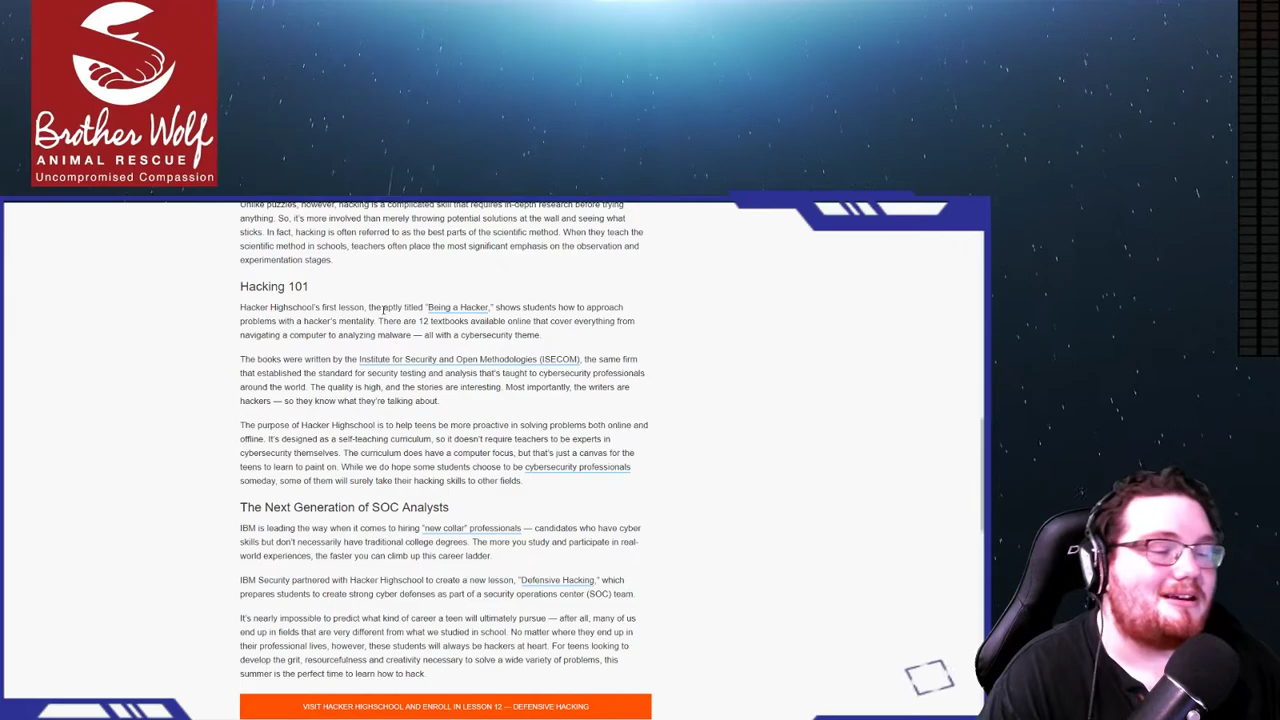 Brother Wolf
ANIMAL RESCUE
Uncompromised Compassion
Unlike puzzles, however, hacking is a complicated skill that requires in-depth research before trying
anything. So, it's more involved than merely throwing potential solutions at the wall and seeing what
sticks. In fact, hacking is often referred to as the best parts of the scientific method. When they teach the
scientific method in schools, teachers often place the most significant emphasis on the observation and
experimentation stages.
Hacking 101
Hacker Highschool's first lesson, the aptly titled "Being a Hacker," shows students how to approach
problems with a hacker's mentality. There are 12 textbooks available online that cover everything from
navigating a computer to analyzing malware — all with a cybersecurity theme.
The books were written by the Institute for Security and Open Methodologies (ISECOM), the same firm
that established the standard for security testing and analysis that's taught to cybersecurity professionals
around the world. The quality is high, and the stories are interesting. Most importantly, the writers are
hackers — so they know what they're talking about.
The purpose of Hacker Highschool is to help teens be more proactive in solving problems both online and
offline. It's designed as a self-teaching curriculum, so it doesn't require teachers to be experts in
cybersecurity themselves. The curriculum does have a computer focus, but that's just a canvas for the
teens to learn to paint on. While we do hope some students choose to be cybersecurity professionals
someday, some of them will surely take their hacking skills to other fields.
The Next Generation of SOC Analysts
IBM is leading the way when it comes to hiring "new collar" professionals — candidates who have cyber
skills but don't necessarily have traditional college degrees. The more you study and participate in real-
world experiences, the faster you can climb up this career ladder.
IBM Security partnered with Hacker Highschool to create a new lesson, "Defensive Hacking," which
prepares students to create strong cyber defenses as part of a security operations center (SOC) team.
It's nearly impossible to predict what kind of career a teen will ultimately pursue — after all, many of us
end up in fields that are very different from what we studied in school. No matter where they end up in
their professional lives, however, these students will always be hackers at heart. For teens looking to
develop the grit, resourcefulness and creativity necessary to solve a wide variety of problems, this
summer is the perfect time to learn how to hack.
VISIT HACKER HIGHSCHOOL AND ENROLL IN LESSON 12 — DEFENSIVE HACKING